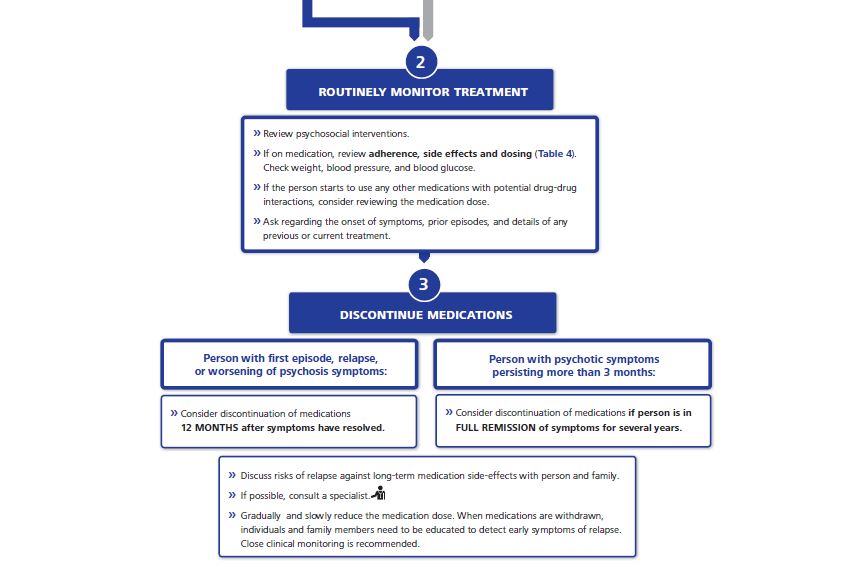 2
ROUTINELY MONITOR TREATMENT
» Review psychosocial interventions.
» If on medication, review adherence, side effects and dosing (Table 4).
Check weight, blood pressure, and blood glucose.
» If the person starts to use any other medications with potential drug-drug
interactions, consider reviewing the medication dose.
» Ask regarding the onset of symptoms, prior episodes, and details of any
previous or current treatment.
3
DISCONTINUE MEDICATIONS
Person with first episode, relapse,
or worsening of psychosis symptoms:
» Consider discontinuation of medications
12 MONTHS after symptoms have resolved.
Person with psychotic symptoms
persisting more than 3 months:
» Consider discontinuation of medications if person is in
FULL REMISSION of symptoms for several years.
» Discuss risks of relapse against long-term medication side-effects with person and family.
» If possible, consult a specialist.
» Gradually and slowly reduce the medication dose. When medications are withdrawn,
individuals and family members need to be educated to detect early symptoms of relapse.
Close clinical monitoring is recommended.